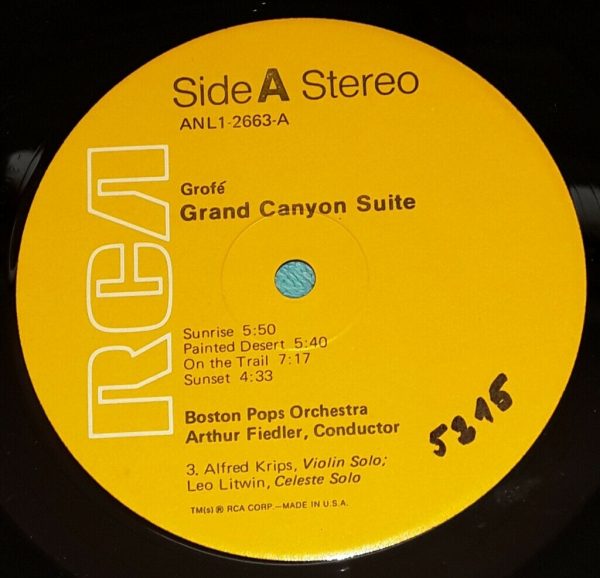 Side A Stereo
ANL1-2663-A
RCA
Grofé
Grand Canyon Suite
Sunrise 5:50
Painted Desert 5:40
On the Trail 7:17
Sunset 4:33
Boston Pops Orchestra
Arthur Fiedler, Conductor
3. Alfred Krips, Violin Solo;
Leo Litwin, Celeste Solo
TM(s) ® RCA CORP.—MADE IN U.S.A.
5215